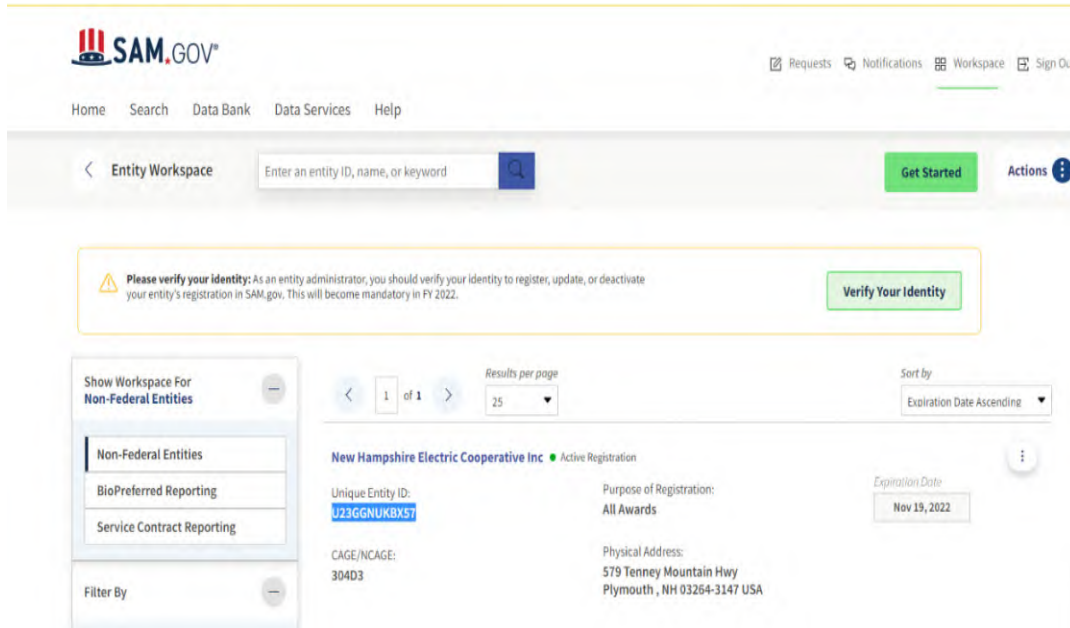 SAM.GOV®
Requests Notifications Workspace Sign
Home Search Data Bank Data Services Help
Entity Workspace
Enter an entity ID, name, or keyword
Get Started
Actions
Please verify your identity: As an entity administrator, you should verify your identity to register, update, or deactivate
your entity's registration in SAM.gov. This will become mandatory in FY 2022.
Verify Your Identity
Show Workspace For
Non-Federal Entities
Non-Federal Entities
BioPreferred Reporting
Service Contract Reporting
Filter By
1 of 1
Results per page
25
Sort by
Expiration Date Ascending
New Hampshire Electric Cooperative Inc Active Registration
Unique Entity ID:
U23GGNUKBX57
CAGE/NCAGE:
304D3
Purpose of Registration:
All Awards
Physical Address:
579 Tenney Mountain Hwy
Plymouth , NH 03264-3147 USA
Expiration Date
Nov 19, 2022